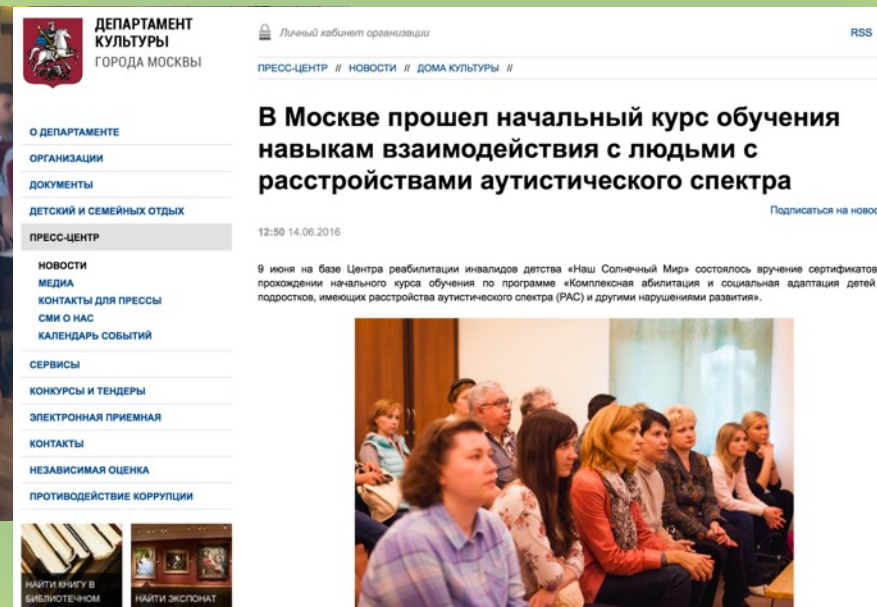 ДЕПАРТАМЕНТ
КУЛЬТУРЫ
ГОРОДА МОСКВЫ
Личный кабинет организации
RSS
ПРЕСС-ЦЕНТР // НОВОСТИ // ДОМА КУЛЬТУРЫ //
В Москве прошел начальный курс обучения
навыкам взаимодействия с людьми с
расстройствами аутистического спектра
Подписаться на новос
12:50 14.06.2016
9 июня на базе Центра реабилитации инвалидов детства «Наш Солнечный Мир» состоялось вручение сертификатов
прохождении начального курса обучения по программе «Комплексная абилитация и социальная адаптация детей
подростков, имеющих расстройства аутистического спектра (РАС) и другими нарушениями развития».
О ДЕПАРТАМЕНТЕ
ОРГАНИЗАЦИИ
ДОКУМЕНТЫ
ДЕТСКИЙ И СЕМЕЙНЫХ ОТДЫХ
ПРЕСС-ЦЕНТР
НОВОСТИ
МЕДИА
КОНТАКТЫ ДЛЯ ПРЕССЫ
СМИ О НАС
КАЛЕНДАРЬ СОБЫТИЙ
СЕРВИСЫ
КОНКУРСЫ И ТЕНДЕРЫ
ЭЛЕКТРОННАЯ ПРИЕМНАЯ
КОНТАКТЫ
НЕЗАВИСИМАЯ ОЦЕНКА
ПРОТИВОДЕЙСТВИЕ КОРРУПЦИИ
НАЙТИ КНИГУ В
БИБЛИОТЕЧНОМ
НАЙТИ ЭКСПОНАТ